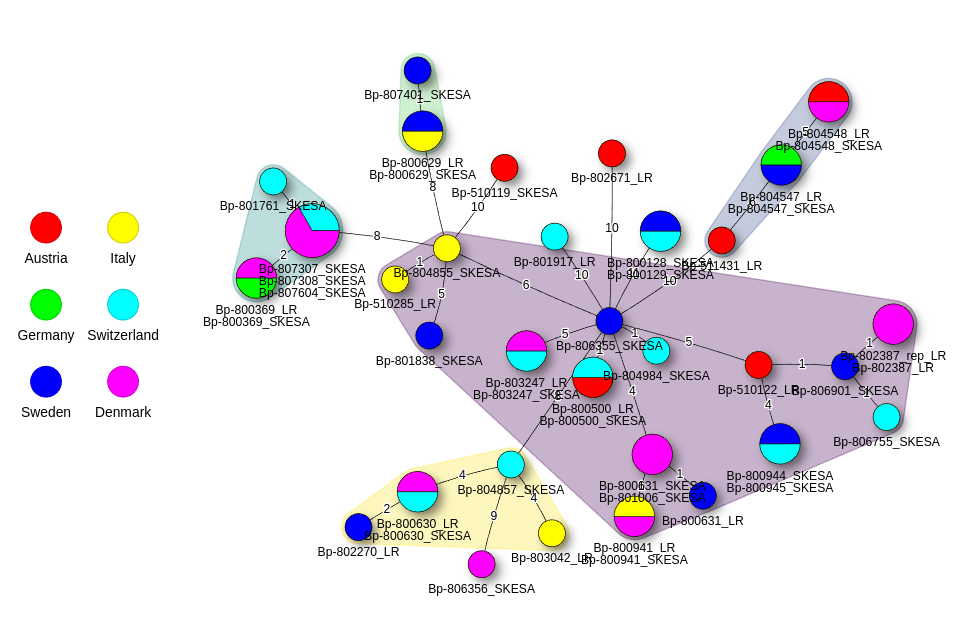 Bp-807401_SKESA
1
Bp-800629_LR
Bp-800629_SKESA
8
Bp-510119_SKESA
10
Bp-802671_LR
10
Bp-804548_LR
5
Bp-804548_SKESA
Bp-804547_LR
Bp-804547_SKESA
Bp-801761_SKESA
2
8
Bp-807307_SKESA
Bp-807308_SKESA
Bp-807604_SKESA
Bp-800369_LR
Bp-800369_SKESA
Bp-804855_SKESA
1
Bp-510285_LR
5
Bp-801838_SKESA
6
Bp-801917_LR
10
Bp-800128_SKESA
Bp-800129_SKESA
10
Bp-806355_SKESA
1
Bp-804984_SKESA
5
Bp-803247_LR
Bp-803247_SKESA
1
Bp-800500_LR
Bp-800500_SKESA
5
Bp-510122_LR
1
Bp-806901_SKESA
1
Bp-802387_rep_LR
Bp-802387_LR
1
Bp-806755_SKESA
4
Bp-800944_SKESA
Bp-800945_SKESA
4
Bp-800631_SKESA
Bp-801006_SKESA
1
Bp-800631_LR
Bp-800941_LR
Bp-800941_SKESA
Bp-804857_SKESA
4
Bp-800630_LR
Bp-800630_SKESA
2
Bp-802270_LR
9
Bp-806356_SKESA
4
Bp-803042_LR
Austria
Italy
Germany
Switzerland
Sweden
Denmark